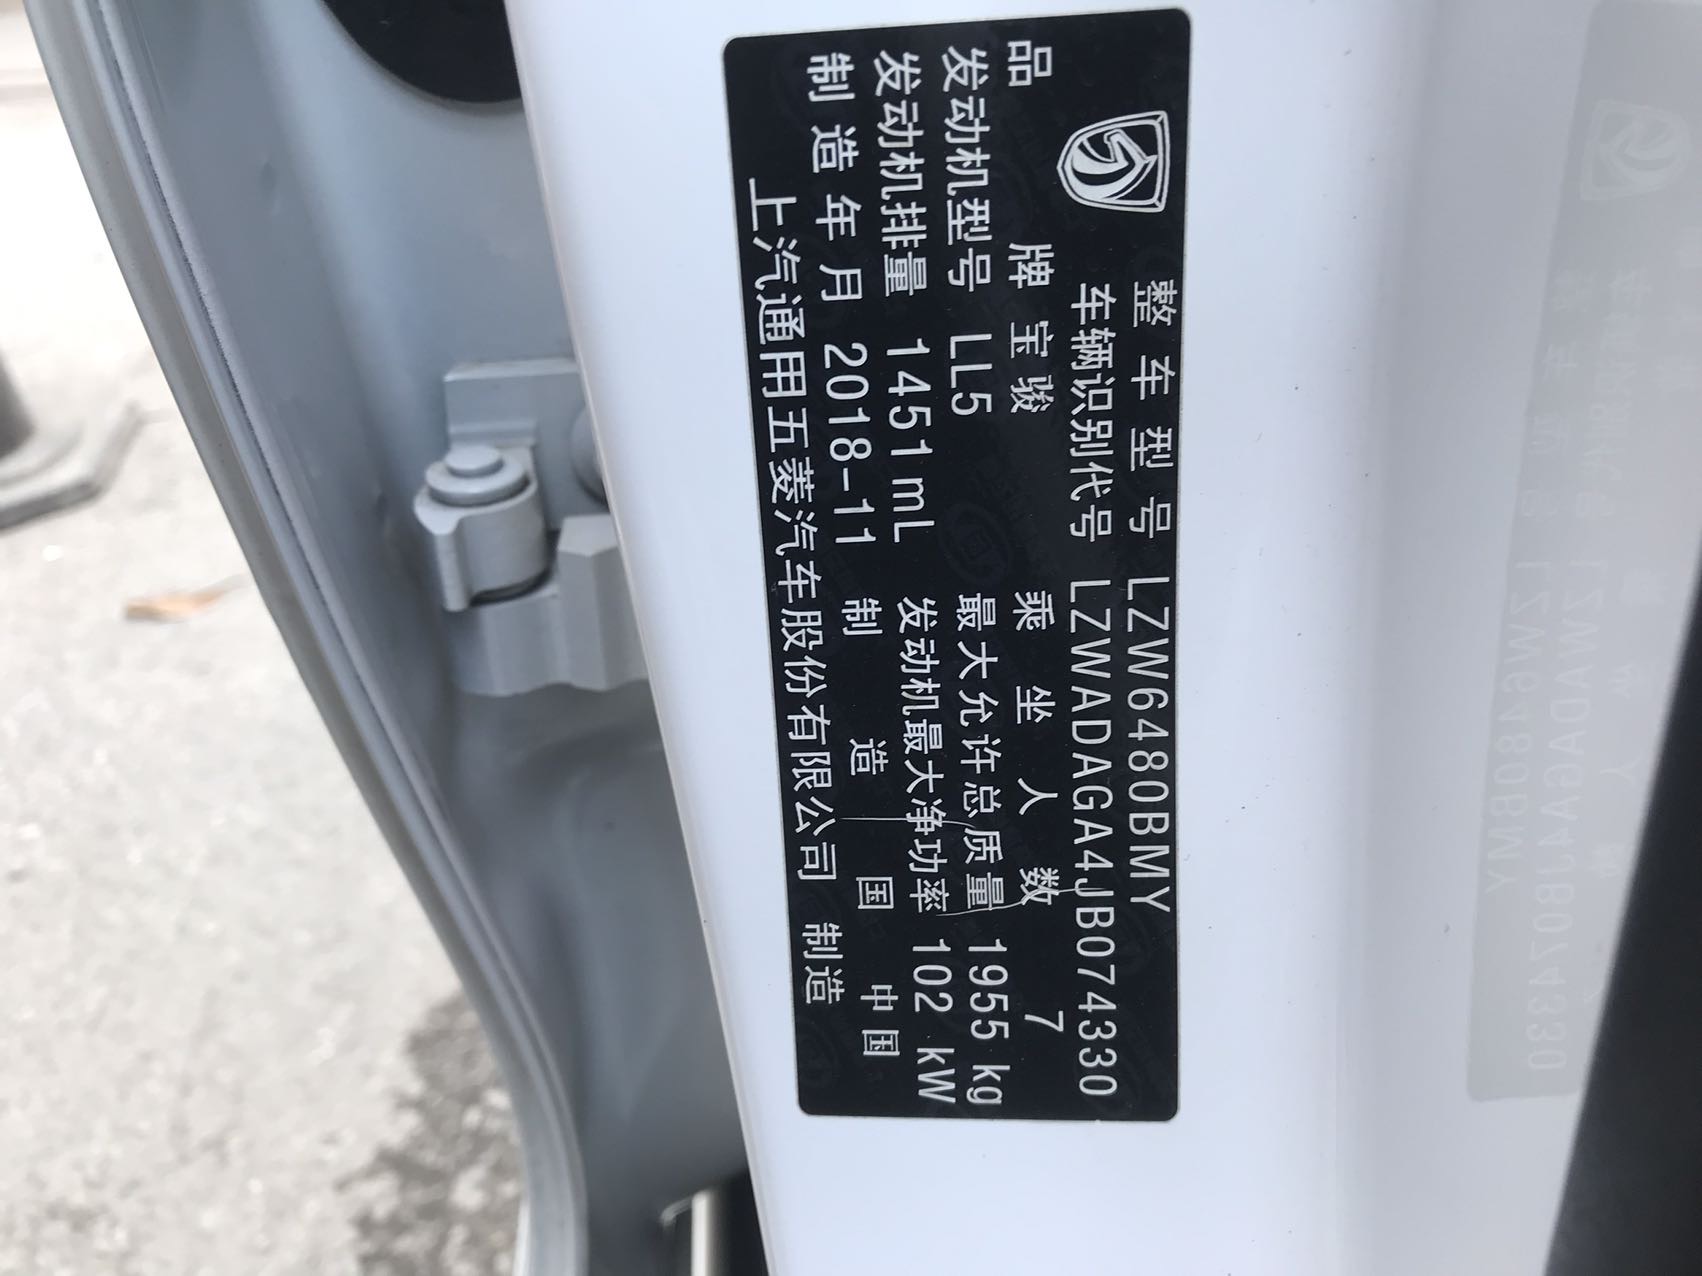 整车型号 LZW6480BMY
车辆识别代号 LZWADAGA4JB074330
品牌 宝骏 乘坐人数 7
发动机型号 LL5 最大允许总质量 1955 kg
发动机排量 1451mL 发动机最大净功率 102 kW
制造年月 2018-11 制造国 中国
上汽通用五菱汽车股份有限公司 制造